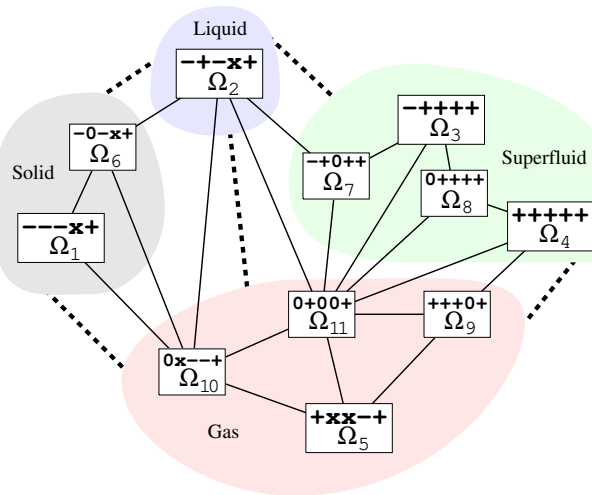 Liquid
-+-x+
Ω2
-++++
Ω3
-0-x+
Ω6
Solid
Superfluid
-+0++
Ω7
0++++
Ω8
---x+
Ω1
+++++
Ω4
0+00+
Ω11
+++0+
Ω9
0x--+
Ω10
+xx-+
Ω5
Gas